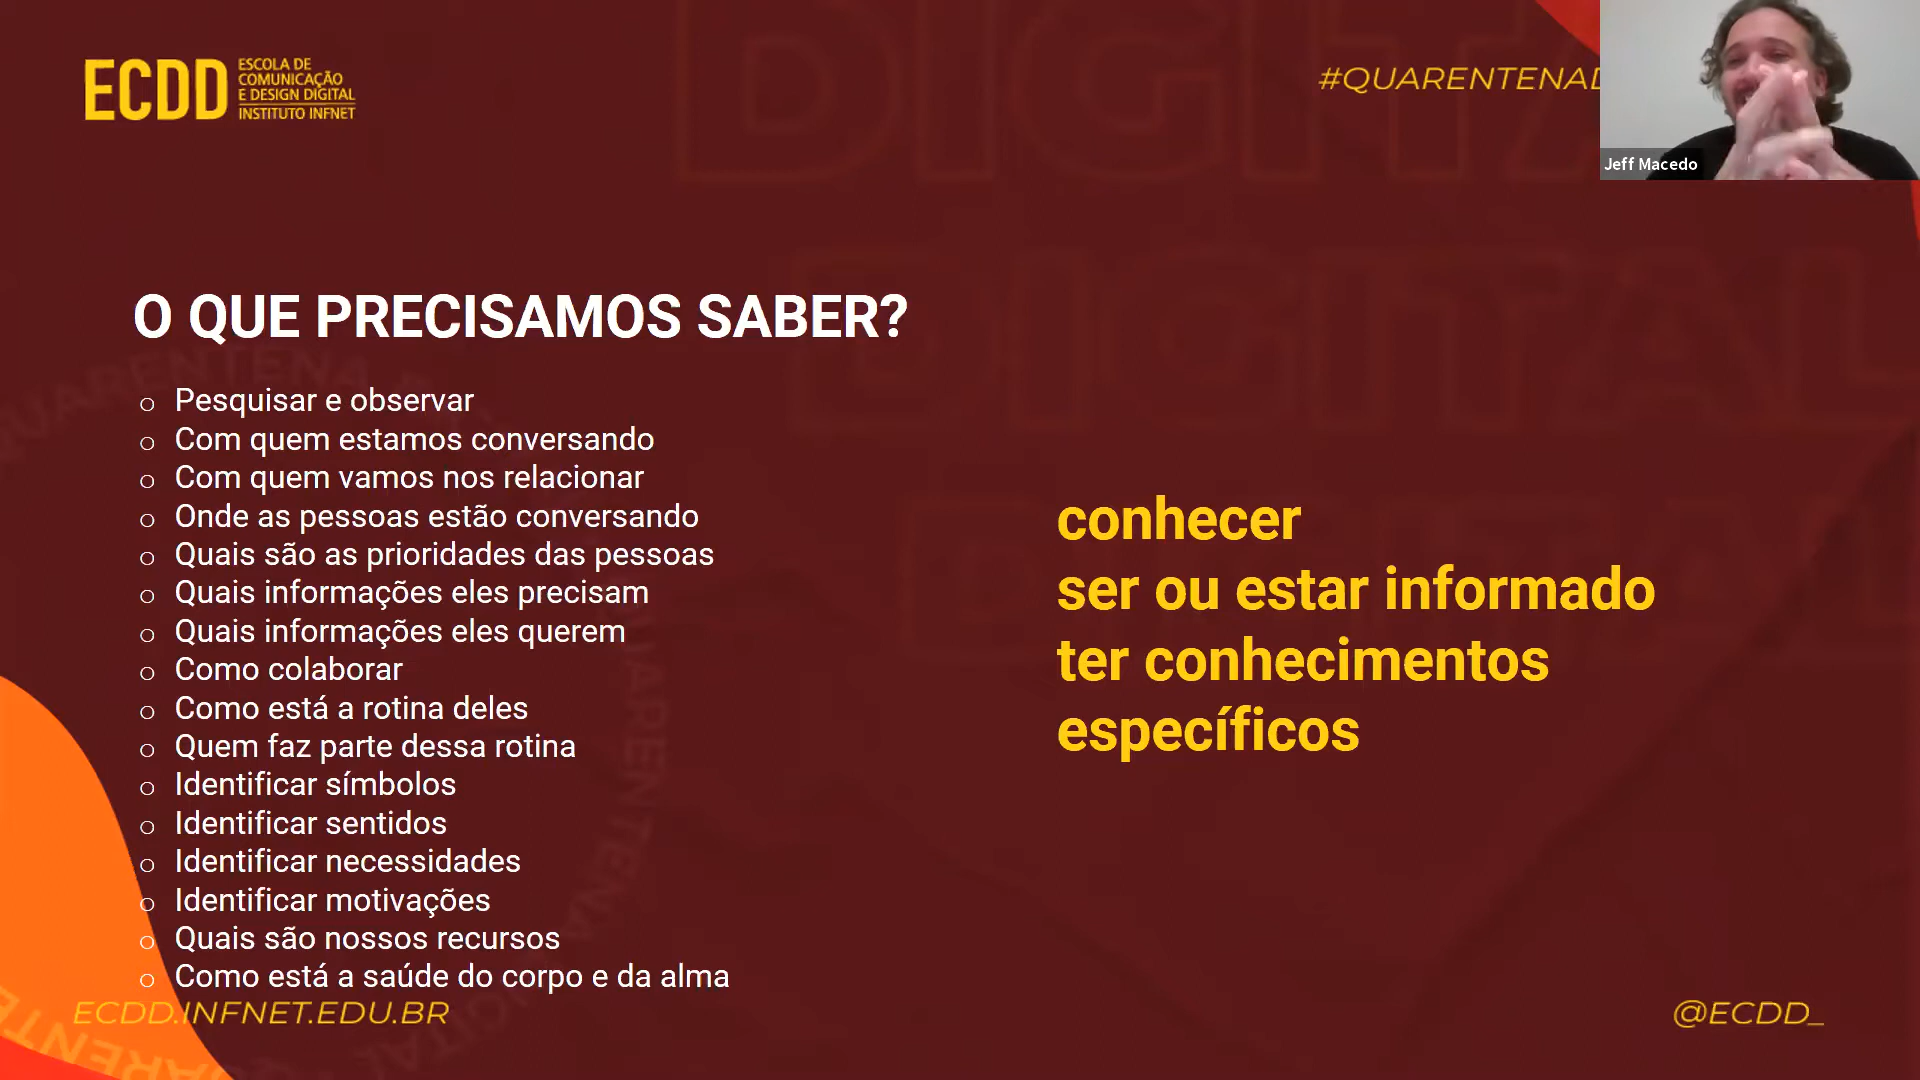 ECDD
ESCOLA DE
COMUNICAÇÃO
E DESIGN DIGITAL
INSTITUTO INFNET
Jeff Macedo
O QUE PRECISAMOS SABER?
Pesquisar e observar
Com quem estamos conversando
Com quem vamos nos relacionar
Onde as pessoas estão conversando
Quais são as prioridades das pessoas
Quais informações eles precisam
Quais informações eles querem
Como colaborar
Como está a rotina deles
Quem faz parte dessa rotina
Identificar símbolos
Identificar sentidos
Identificar necessidades
Identificar motivações
Quais são nossos recursos
Como está a saúde do corpo e da alma
conhecer
ser ou estar informado
ter conhecimentos
específicos
ECDD.INFNET.EDU.BR
@ECDD_